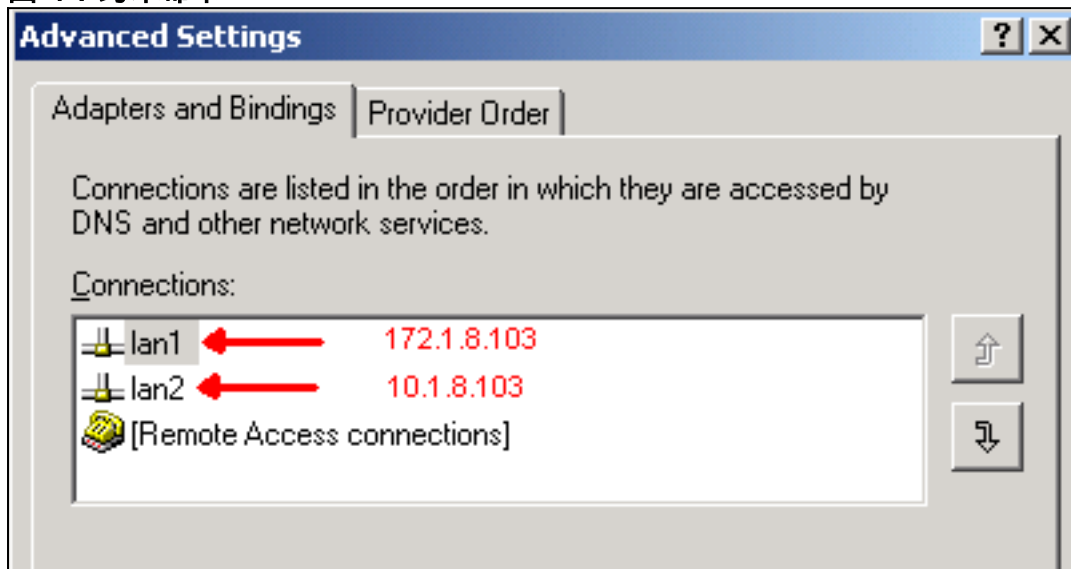 Advanced Settings
Adapters and Bindings
Provider Order
Connections are listed in the order in which they are accessed by
DNS and other network services.
Connections:
lan1 172.1.8.103
lan2 10.1.8.103
[Remote Access connections]